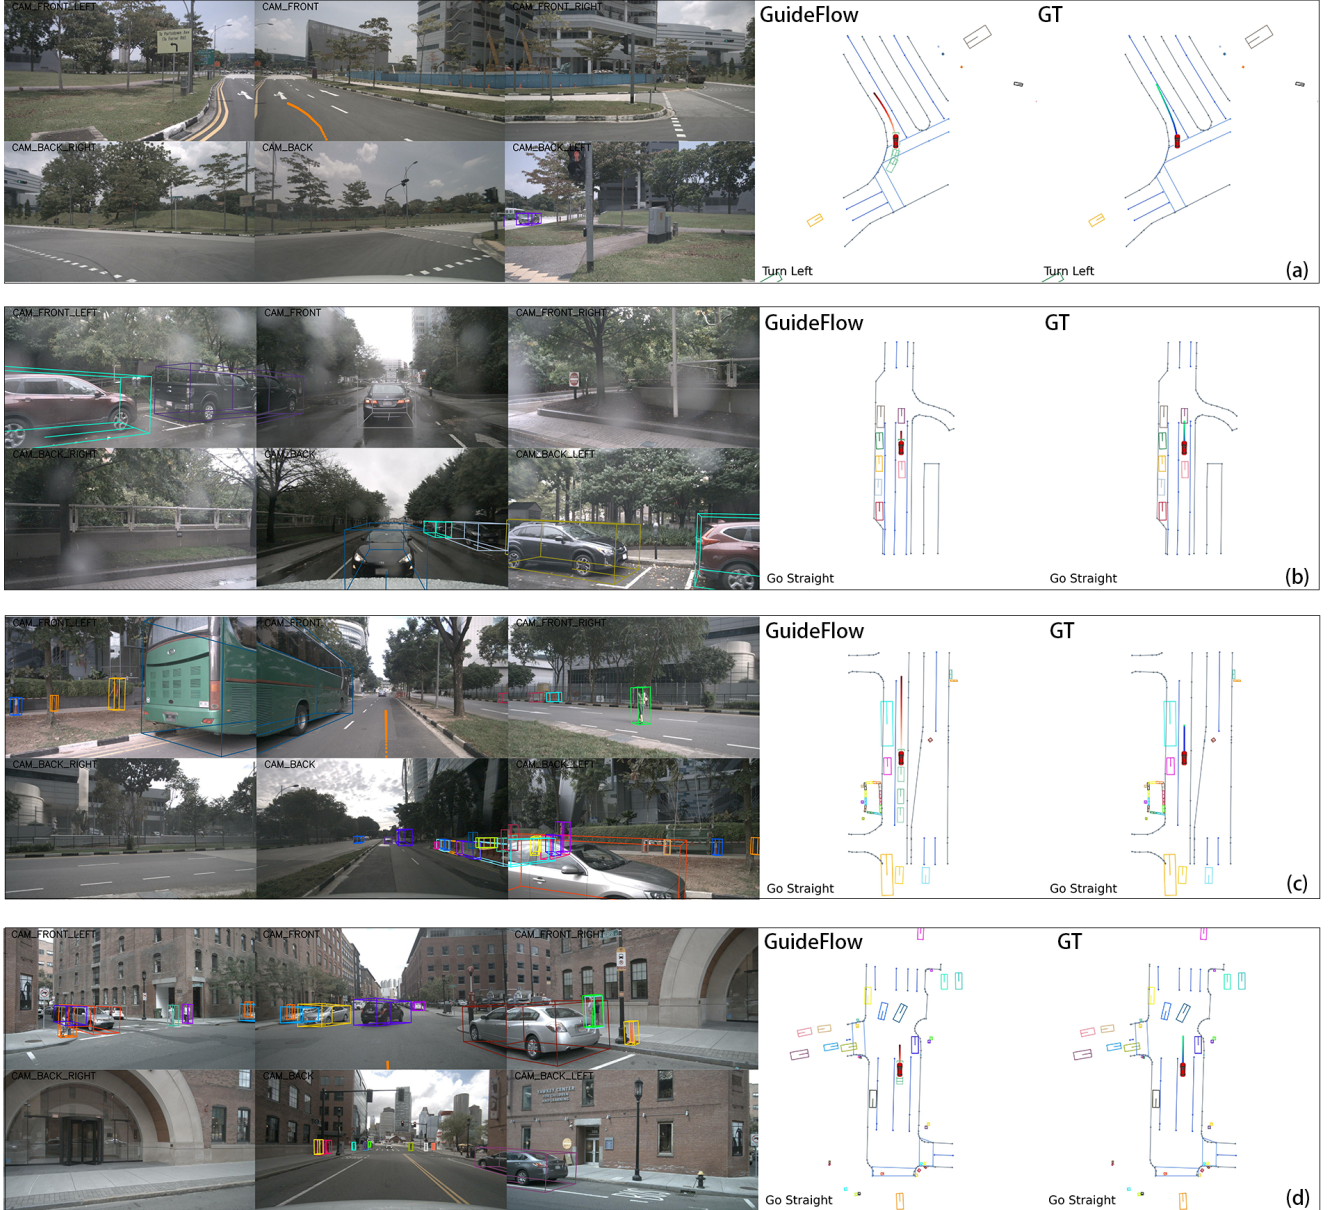 CAM_FRONT_LEFT
CAM_FRONT
CAM_FRONT_RIGHT
CAM_BACK_RIGHT
CAM_BACK
CAM_BACK_LEFT
GuideFlow
GT
Turn Left
Turn Left
(a)
CAM_FRONT_LEFT
CAM_FRONT
CAM_FRONT_RIGHT
CAM_BACK_RIGHT
CAM_BACK
CAM_BACK_LEFT
GuideFlow
GT
Go Straight
Go Straight
(b)
CAM_FRONT_LEFT
CAM_FRONT
CAM_FRONT_RIGHT
CAM_BACK_RIGHT
CAM_BACK
CAM_BACK_LEFT
GuideFlow
GT
Go Straight
Go Straight
(c)
CAM_FRONT_LEFT
CAM_FRONT
CAM_FRONT_RIGHT
CAM_BACK_RIGHT
CAM_BACK
CAM_BACK_LEFT
GuideFlow
GT
Go Straight
Go Straight
(d)